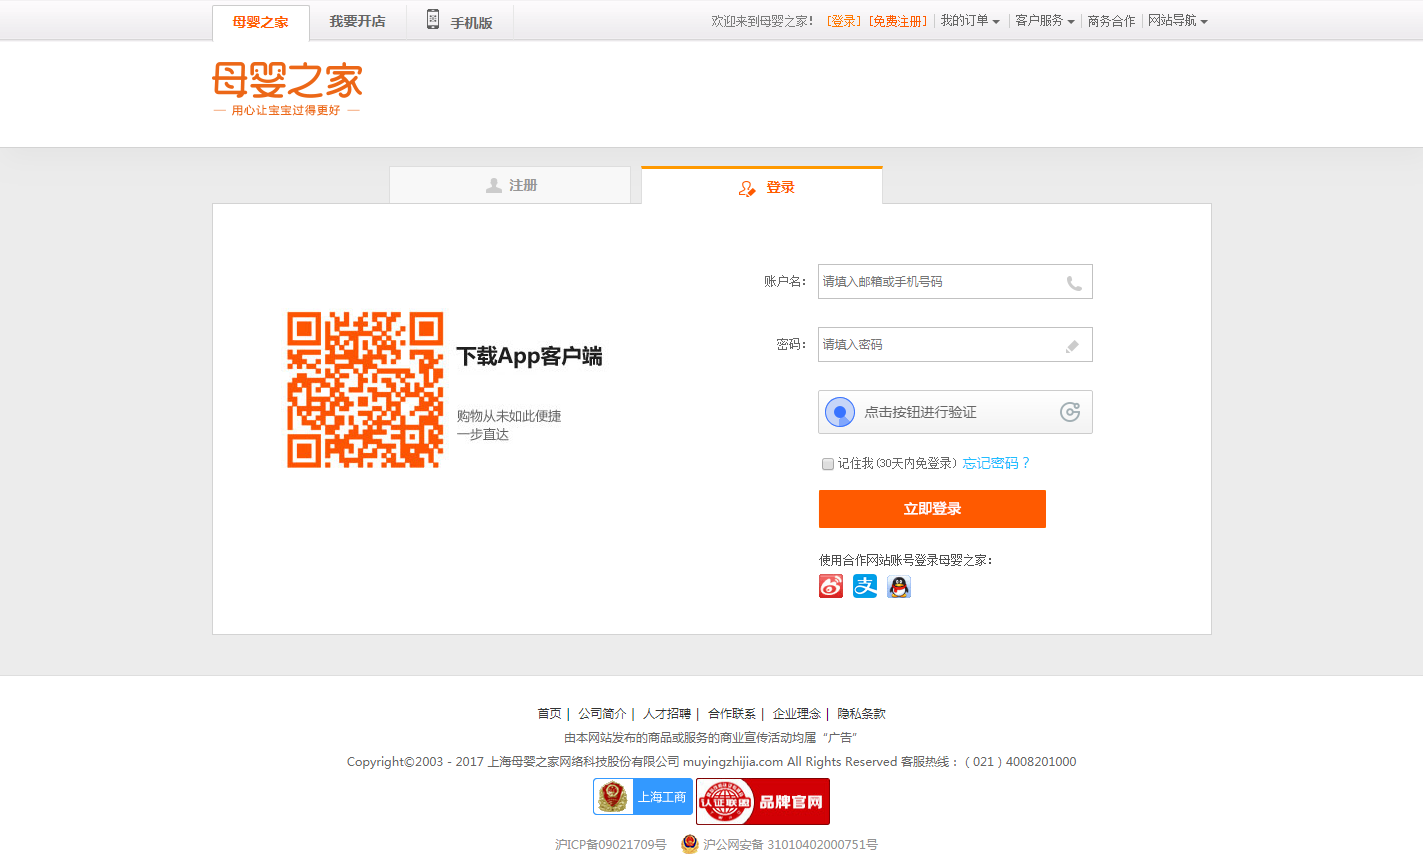 母婴之家 我要开店 手机版 欢迎来到母婴之家! [登录] [免费注册] 我的订单 客户服务 商务合作 网站导航
母婴之家
用心让宝宝过得更好
注册 登录
账户名: 请填入邮箱或手机号码
密码: 请填入密码
下载App客户端
购物从未如此便捷
一步直达
点击按钮进行验证
记住我(30天内免登录) 忘记密码?
立即登录
使用合作网站账号登录母婴之家:
支
首页 | 公司简介 | 人才招聘 | 合作联系 | 企业理念 | 隐私条款
由本网站发布的商品或服务的商业宣传活动均属“广告”
Copyright©2003 - 2017 上海母婴之家网络科技股份有限公司 muyingzhijia.com All Rights Reserved 客服热线:(021)4008201000
上海工商 认证联盟 品牌官网
沪ICP备09021709号 沪公网安备 31010402000751号